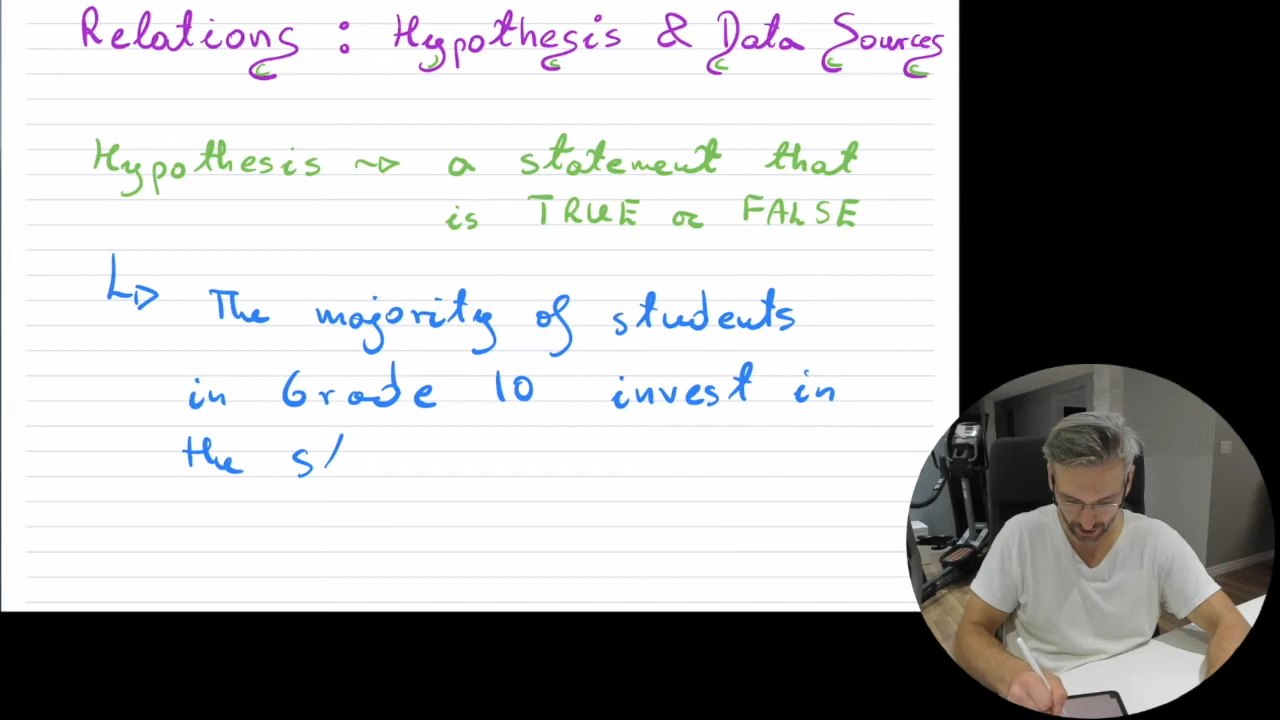 Relations : Hypothesis & Data Sources
Hypothesis ~▷ a statement that
is TRUE or FALSE
↳ The majority of students
in Grade 10 invest in
the s